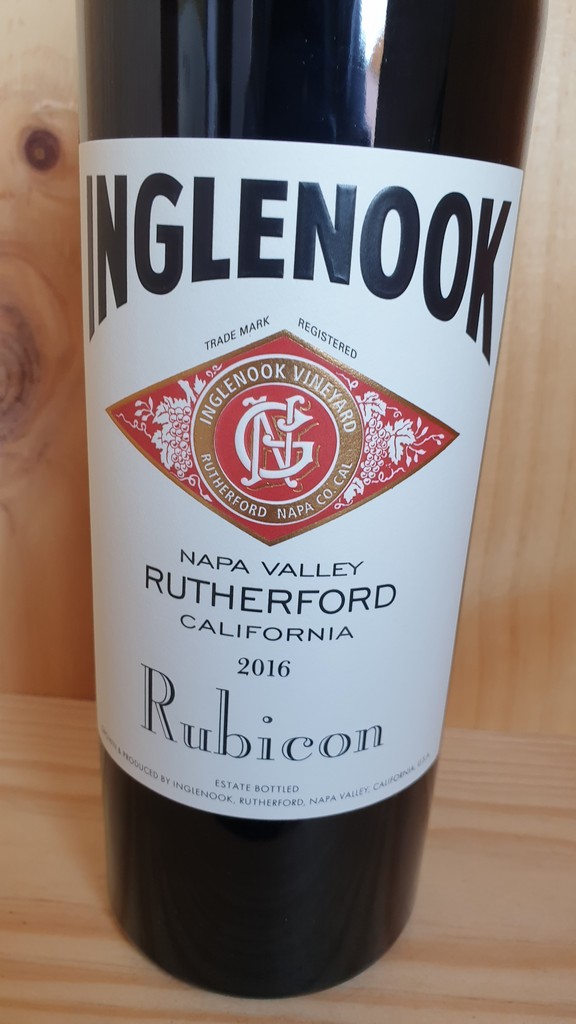 INGLENOOK
TRADE MARK REGISTERED
INGLENOOK VINEYARD
RUTHERFORD NAPA CO. CAL.
NAPA VALLEY
RUTHERFORD
CALIFORNIA
2016
Rubicon
ESTATE BOTTLED
& PRODUCED BY INGLENOOK, RUTHERFORD, NAPA VALLEY, CALIFORNIA, U.S.A.